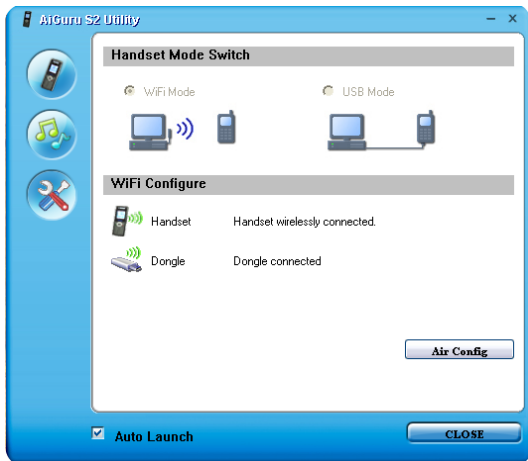 AiGuru S2 Utility
Handset Mode Switch
WiFi Mode
USB Mode
WiFi Configure
Handset Handset wirelessly connected.
Dongle Dongle connected
Air Config
Auto Launch
CLOSE